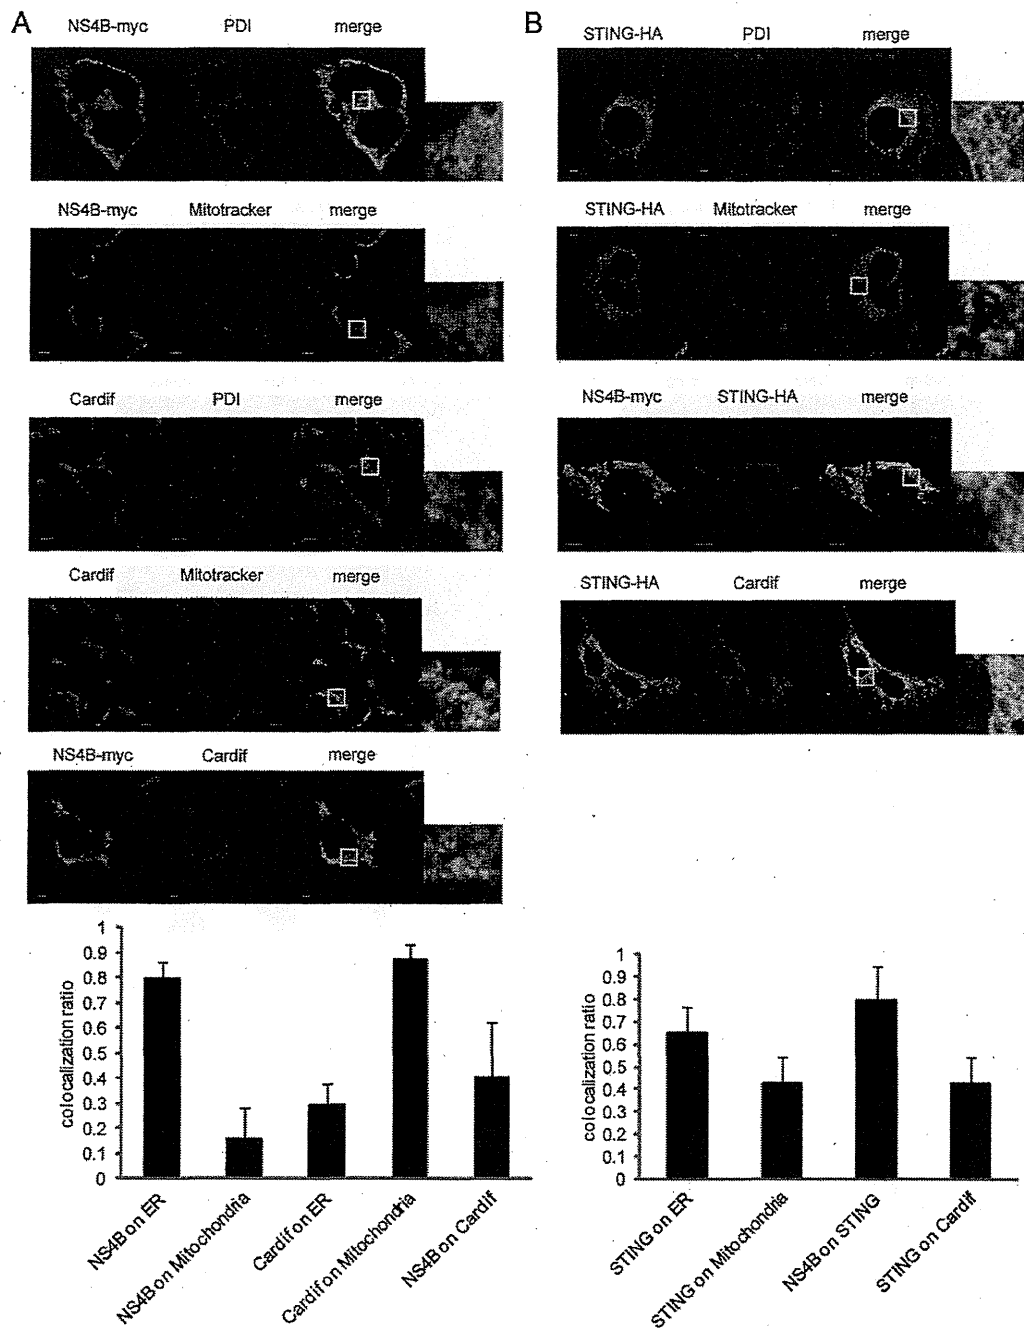 A
NS4B-myc PDI merge
NS4B-myc Mitotracker merge
Cardif PDI merge
Cardif Mitotracker merge
NS4B-myc Cardif merge
colocalization ratio
1
0.9
0.8
0.7
0.6
0.5
0.4
0.3
0.2
0.1
0
NS4B on ER
NS4B on Mitochondria
Cardif on ER
Cardif on Mitochondria
NS4B on Cardif
B
STING-HA PDI merge
STING-HA Mitotracker merge
NS4B-myc STING-HA merge
STING-HA Cardif merge
colocalization ratio
1
0.9
0.8
0.7
0.6
0.5
0.4
0.3
0.2
0.1
0
STING on ER
STING on Mitochondria
NS4B on STING
STING on Cardif